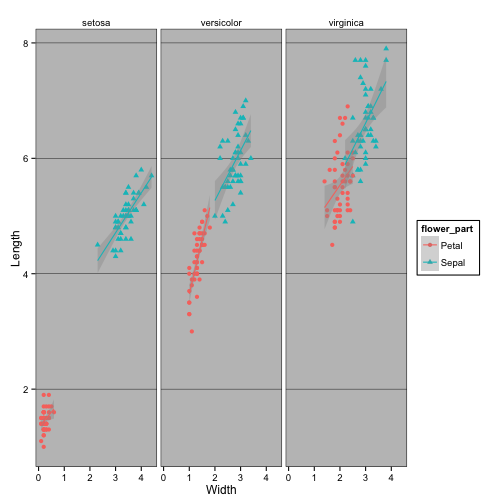 setosa versicolor virginica
8
6
4
2
Length
0 1 2 3 4 0 1 2 3 4 0 1 2 3 4
Width
flower_part
Petal
Sepal